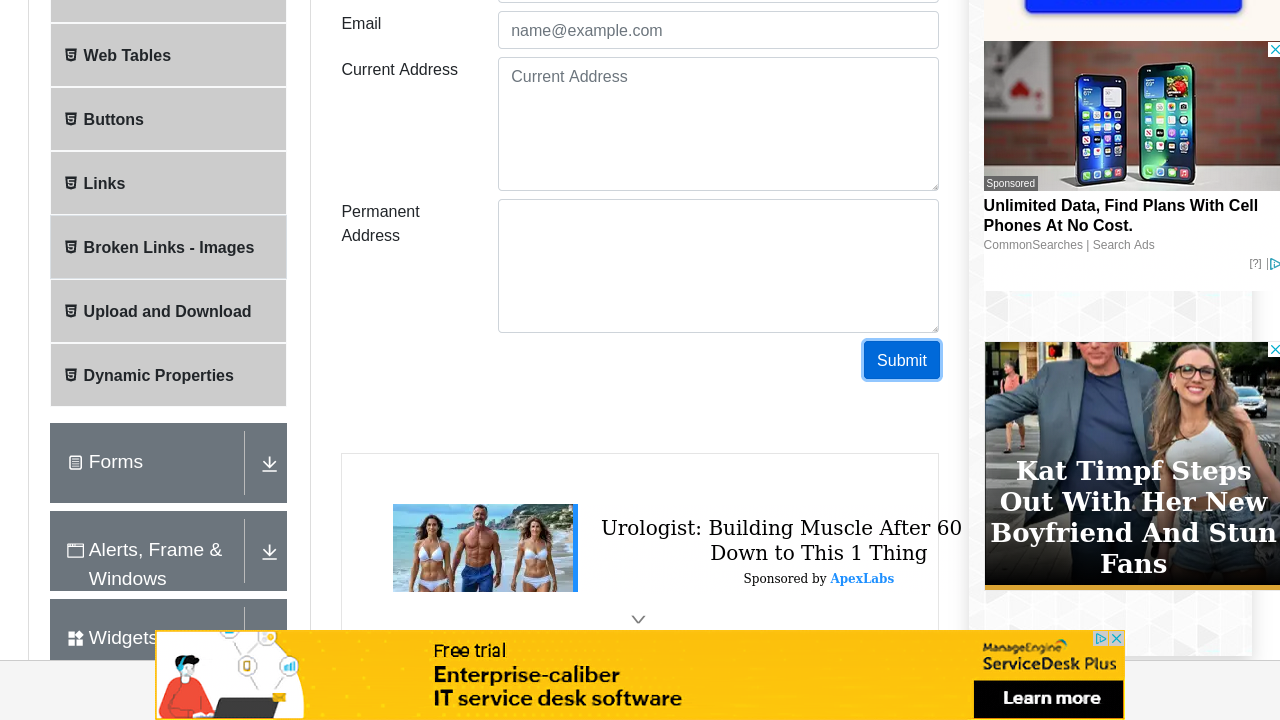 Web Tables
Buttons
Links
Broken Links - Images
Upload and Download
Dynamic Properties
Forms
Alerts, Frame &
Windows
Widgets
Email
name@example.com
Current Address
Current Address
Permanent
Address
Submit
Urologist: Building Muscle After 60
Down to This 1 Thing
Sponsored by ApexLabs
Sponsored
Unlimited Data, Find Plans With Cell
Phones At No Cost.
CommonSearches | Search Ads
[?]
Kat Timpf Steps
Out With Her New
Boyfriend And Stun
Fans
Free trial
Enterprise-caliber
IT service desk software
ManageEngine
ServiceDesk Plus
Learn more